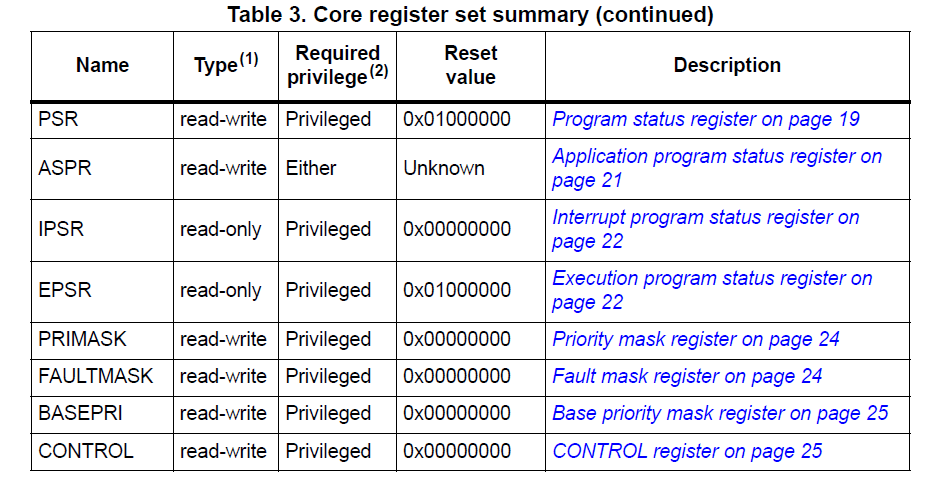 Table 3. Core register set summary (continued)
Name Type(1) Required privilege(2) Reset value Description
PSR read-write Privileged 0x01000000 Program status register on page 19
ASPR read-write Either Unknown Application program status register on page 21
IPSR read-only Privileged 0x00000000 Interrupt program status register on page 22
EPSR read-only Privileged 0x01000000 Execution program status register on page 22
PRIMASK read-write Privileged 0x00000000 Priority mask register on page 24
FAULTMASK read-write Privileged 0x00000000 Fault mask register on page 24
BASEPRI read-write Privileged 0x00000000 Base priority mask register on page 25
CONTROL read-write Privileged 0x00000000 CONTROL register on page 25